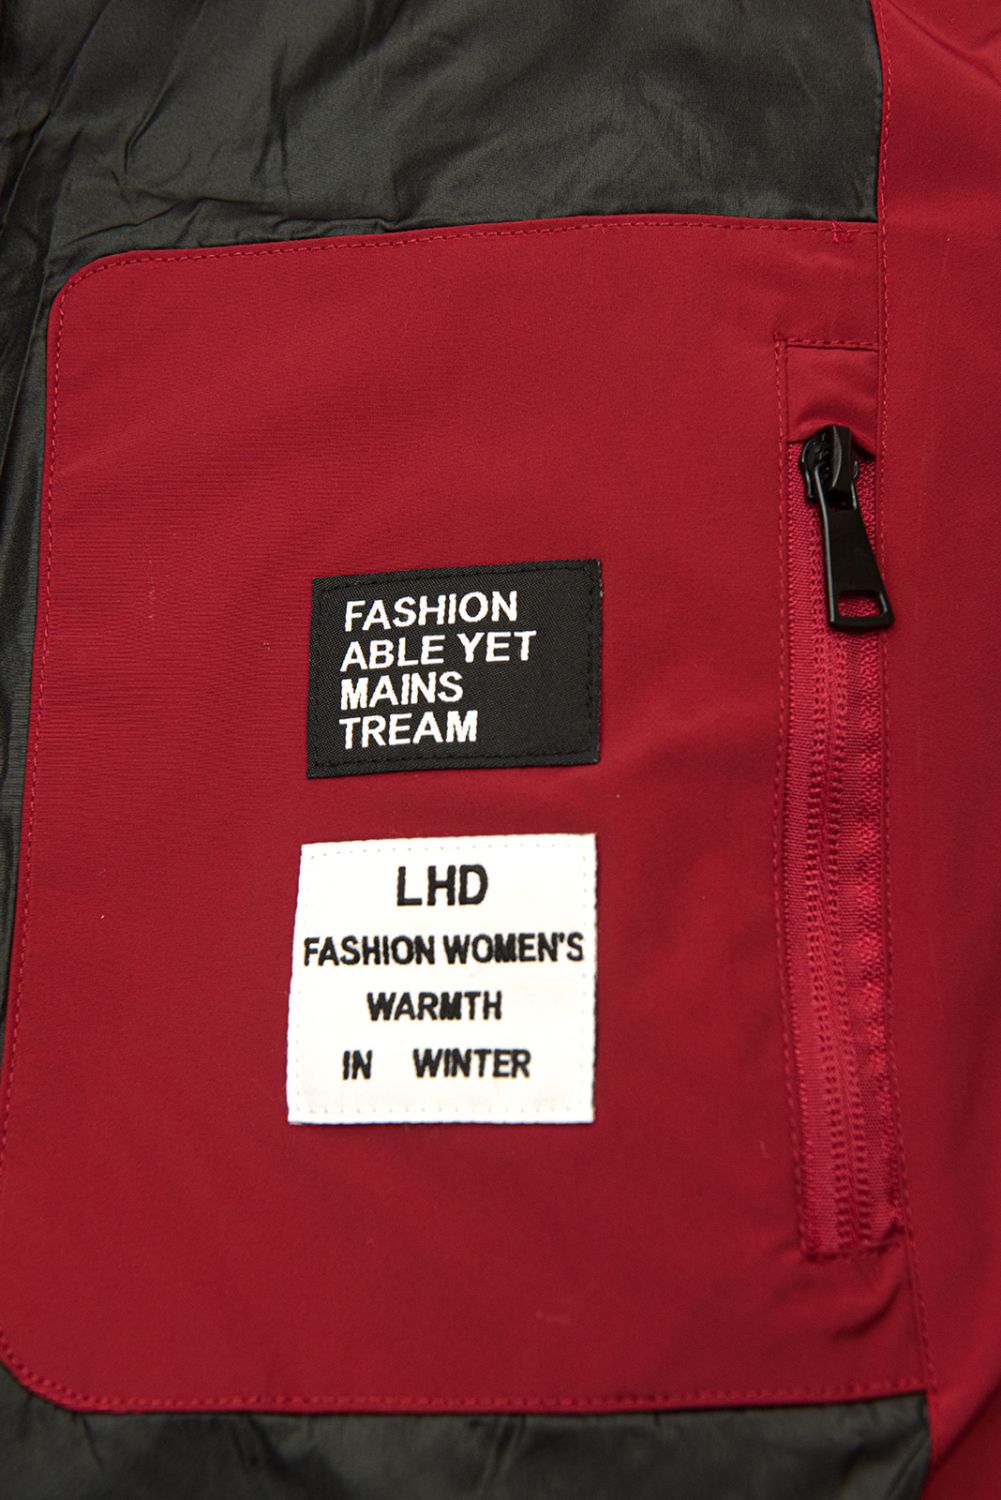 FASHION
ABLE YET
MAINS
TREAM
LHD
FASHION WOMEN'S
WARMTH
IN WINTER